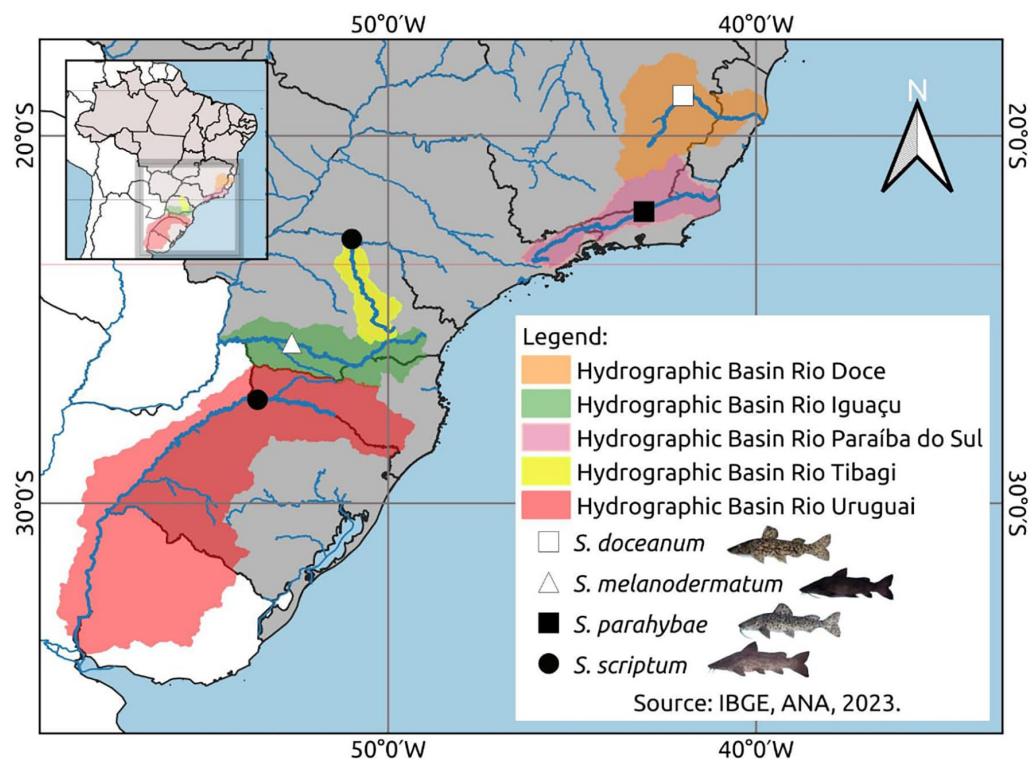 50°0′W 40°0′W
N
20°S
20°0′S
Legend:
Hydrographic Basin Rio Doce
Hydrographic Basin Rio Iguaçu
Hydrographic Basin Rio Paraíba do Sul
Hydrographic Basin Rio Tibagi
Hydrographic Basin Rio Uruguai
30°S
30°0′S
S. doceanum
S. melanodermatum
S. parahybae
S. scriptum
Source: IBGE, ANA, 2023.
50°0′W 40°0′W